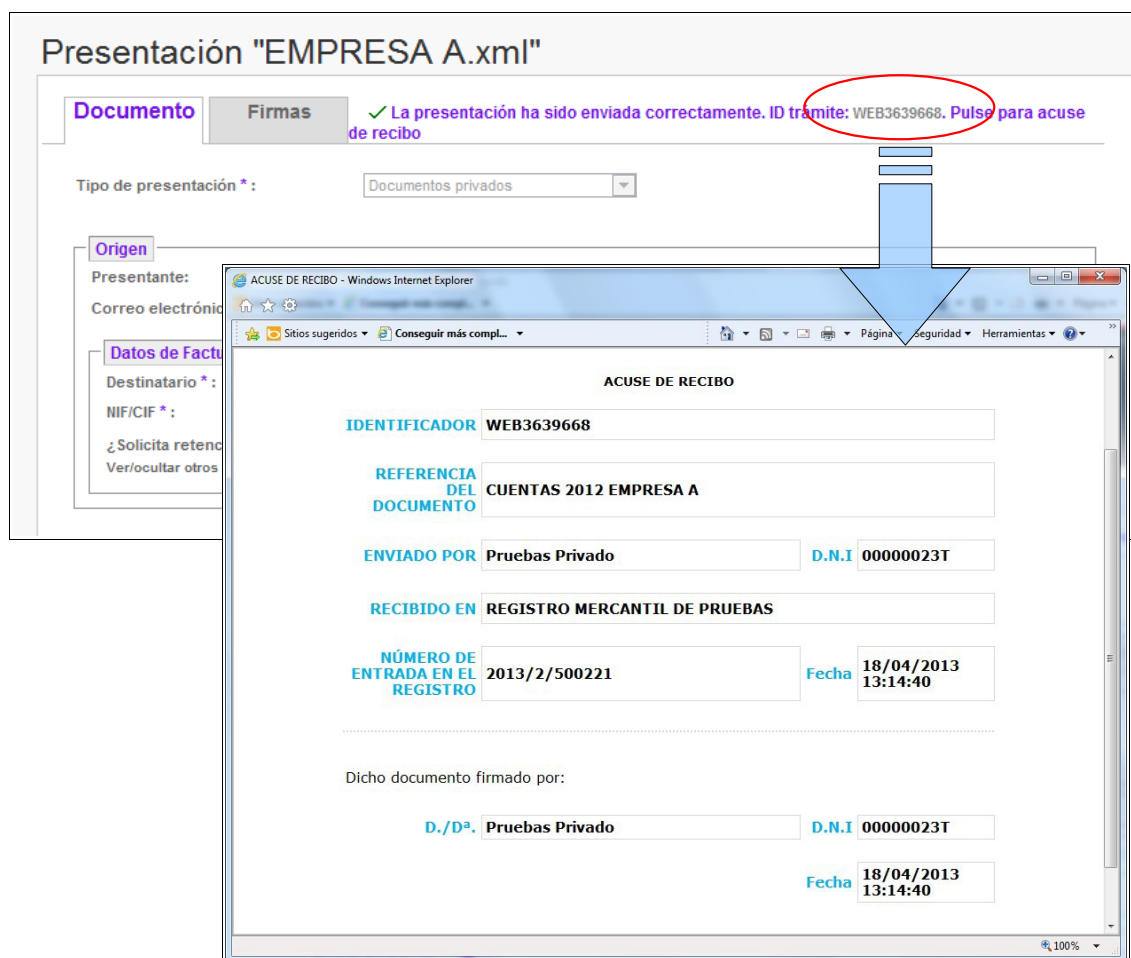 Presentación "EMPRESA A.xml"
Documento
Firmas
La presentación ha sido enviada correctamente. ID trámite: WEB3639668. Pulse para acuse
de recibo
Tipo de presentación * :
Documentos privados
Origen
Presentante:
Correo electrónic
Datos de Factu
Destinatario * :
NIF/CIF * :
¿Solicita retenc
Ver/ocultar otros
ACUSE DE RECIBO - Windows Internet Explorer
Sitios sugeridos
Conseguir más compl...
Página
Seguridad
Herramientas
ACUSE DE RECIBO
IDENTIFICADOR WEB3639668
REFERENCIA
DEL
DOCUMENTO
CUENTAS 2012 EMPRESA A
ENVIADO POR Pruebas Privado D.N.I 00000023T
RECIBIDO EN REGISTRO MERCANTIL DE PRUEBAS
NÚMERO DE
ENTRADA EN EL
REGISTRO
2013/2/500221
Fecha
18/04/2013
13:14:40
Dicho documento firmado por:
D./Dª. Pruebas Privado D.N.I 00000023T
Fecha
18/04/2013
13:14:40
100%